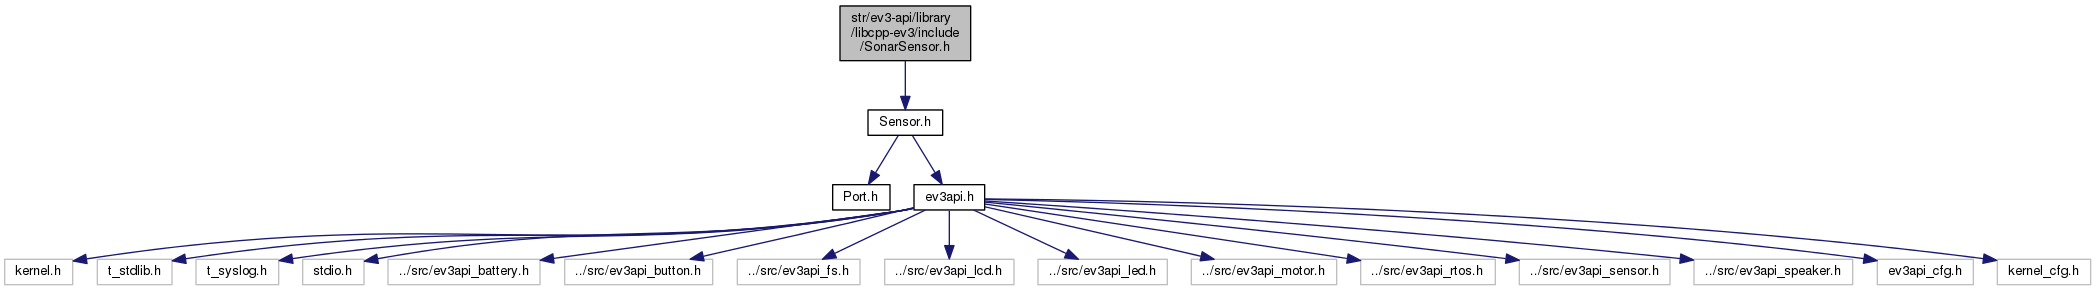 str/ev3-api/library
/libcpp-ev3/include
/SonarSensor.h
Sensor.h
Port.h
ev3api.h
kernel.h
t_stdlib.h
t_syslog.h
stdio.h
../src/ev3api_battery.h
../src/ev3api_button.h
../src/ev3api_fs.h
../src/ev3api_lcd.h
../src/ev3api_led.h
../src/ev3api_motor.h
../src/ev3api_rtos.h
../src/ev3api_sensor.h
../src/ev3api_speaker.h
ev3api_cfg.h
kernel_cfg.h